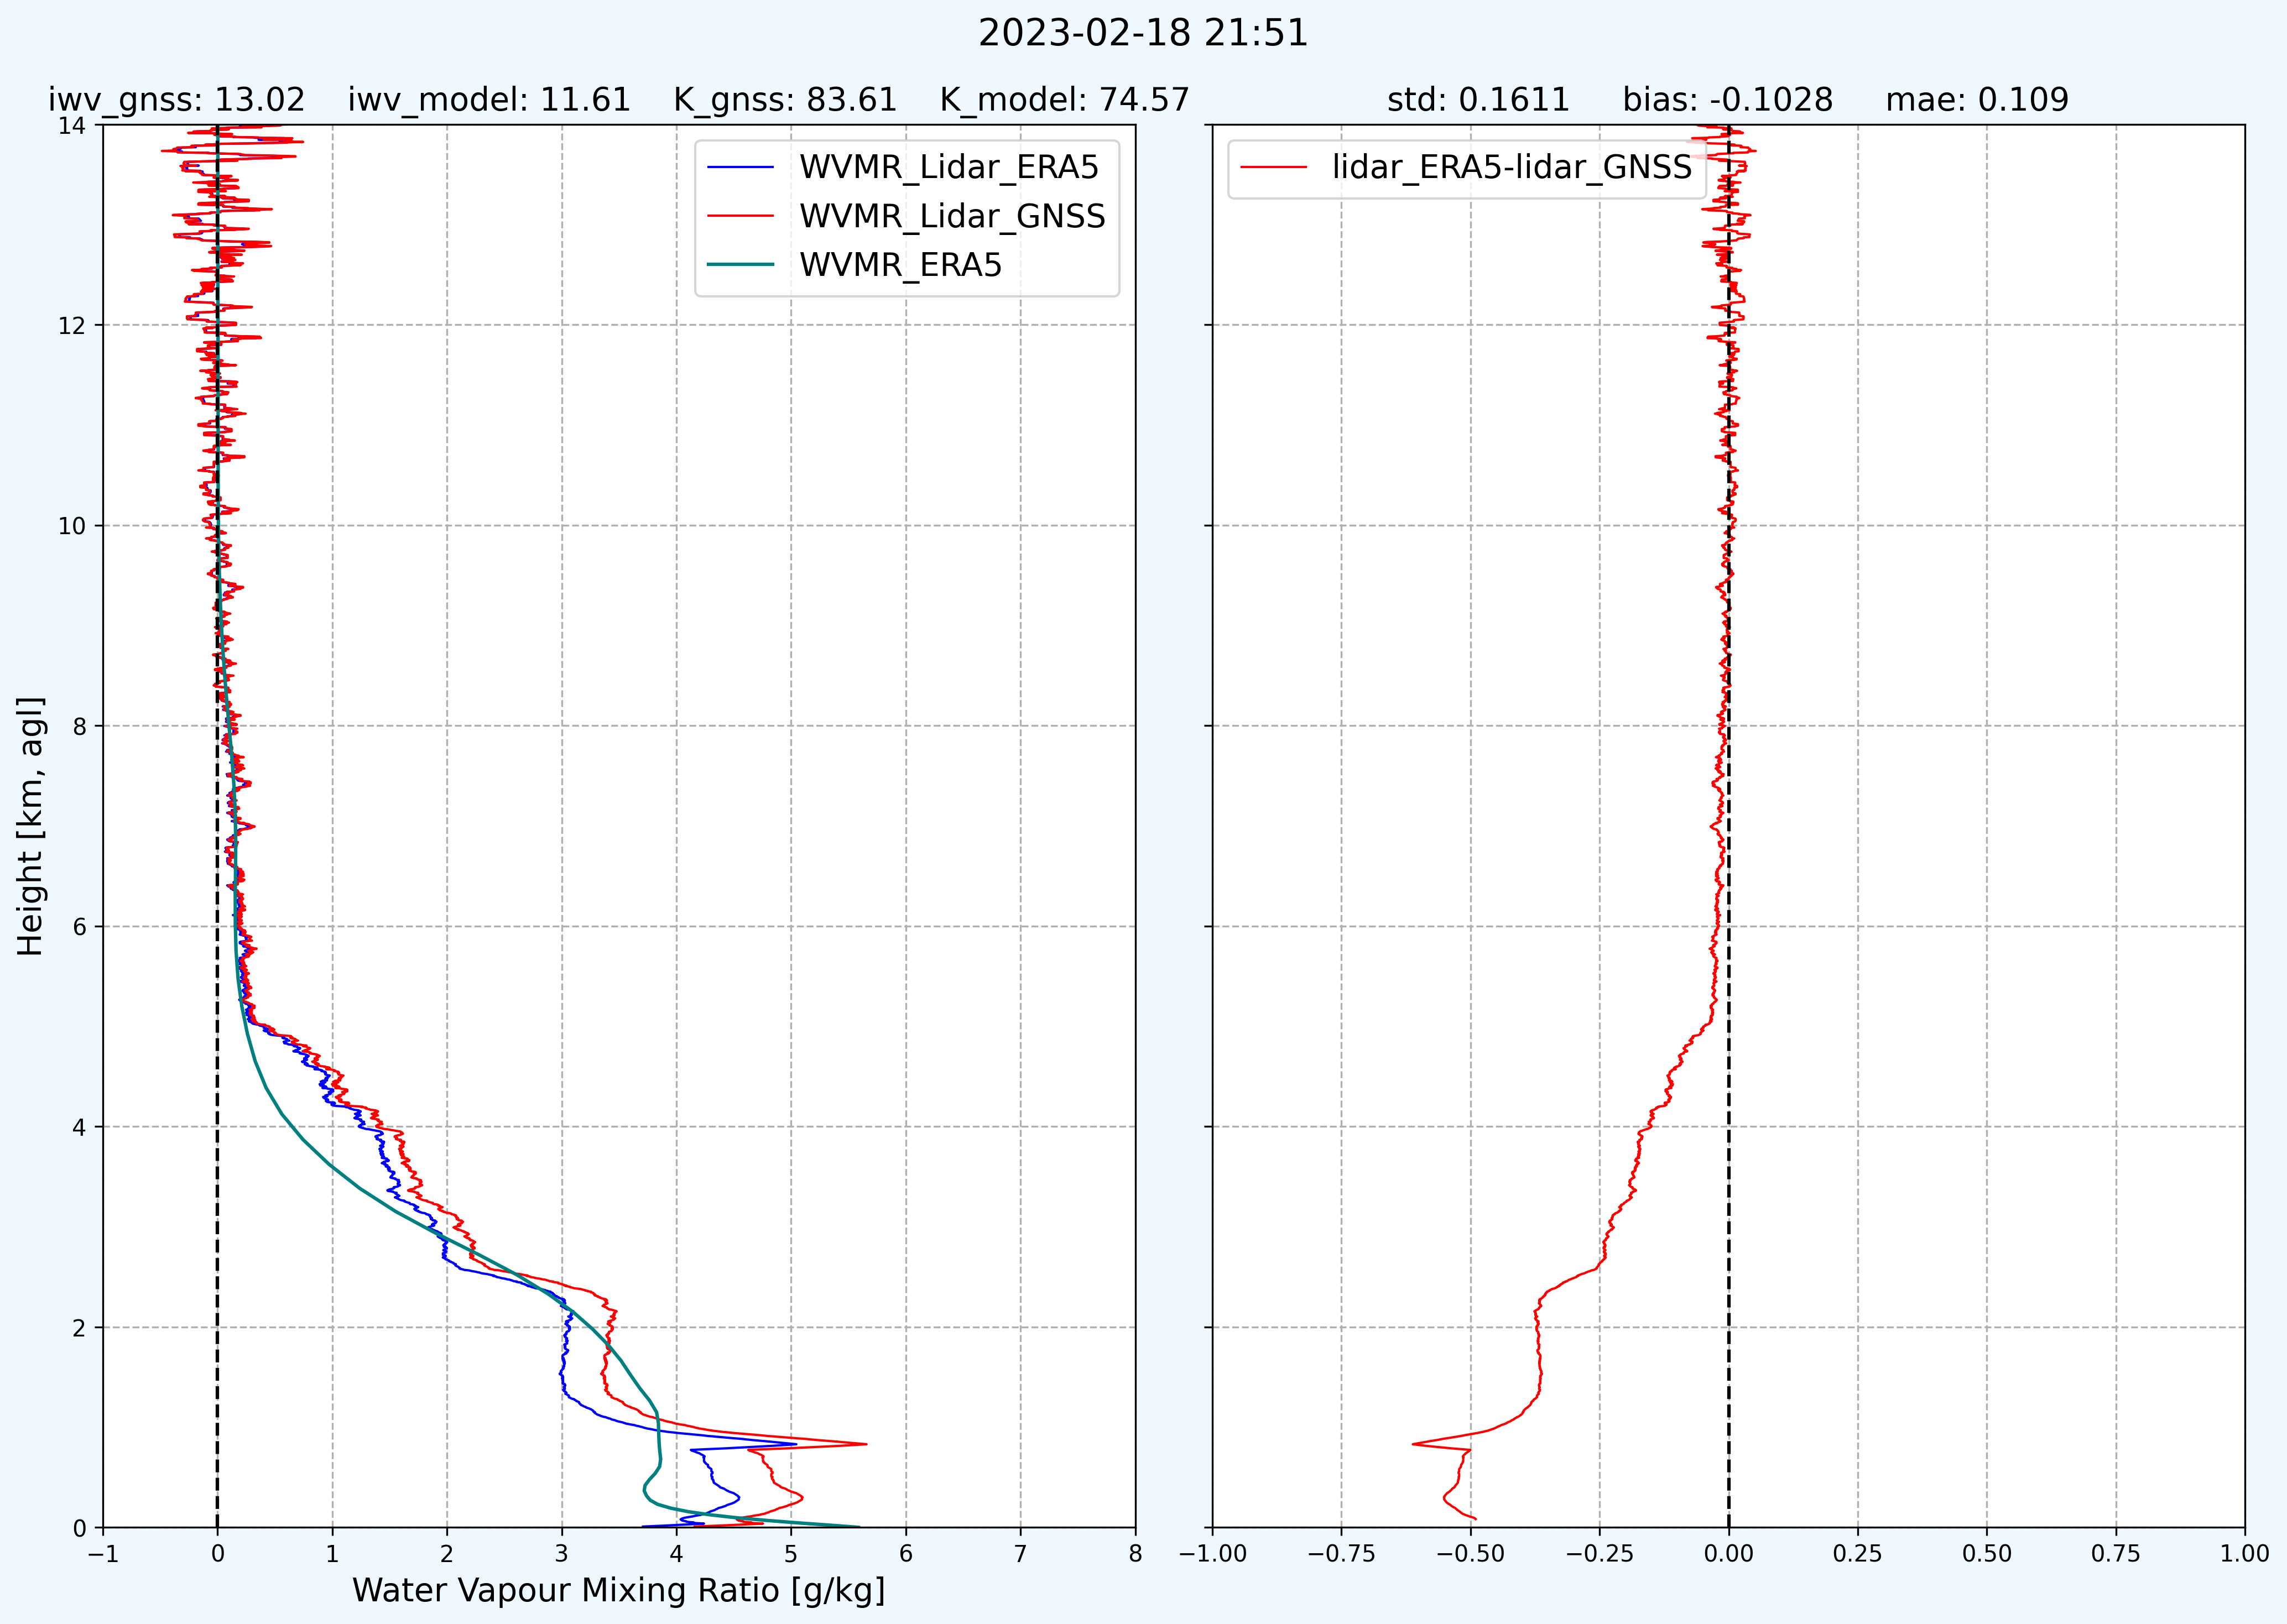 2023-02-18 21:51
iwv_gnss: 13.02 iwv_model: 11.61 K_gnss: 83.61 K_model: 74.57
std: 0.1611 bias: -0.1028 mae: 0.109
WVMR_Lidar_ERA5
WVMR_Lidar_GNSS
WVMR_ERA5
lidar_ERA5-lidar_GNSS
14
12
10
8
6
4
2
0
Height [km, agl]
−1 0 1 2 3 4 5 6 7 8
Water Vapour Mixing Ratio [g/kg]
−1.00 −0.75 −0.50 −0.25 0.00 0.25 0.50 0.75 1.00